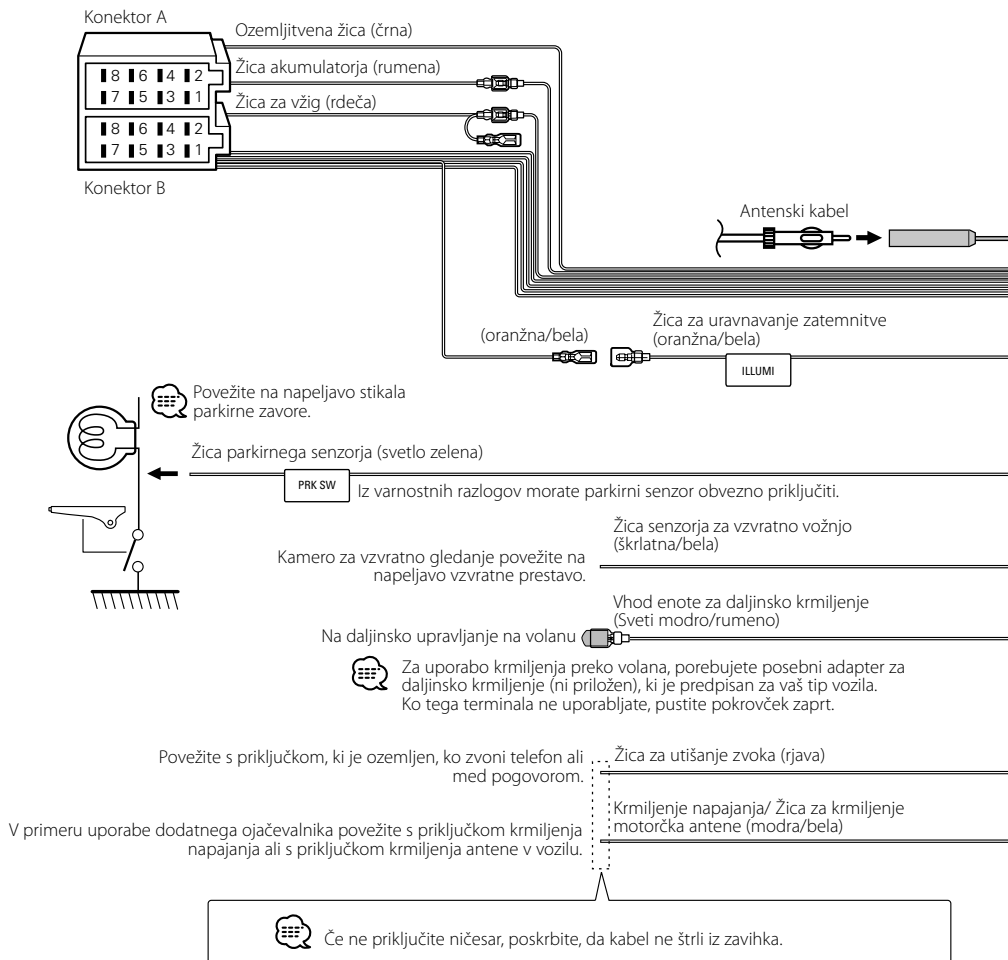 Konektor A
Ozemljitvena žica (črna)
Žica akumulatorja (rumena)
8 6 4 2
7 5 3 1
Žica za vžig (rdeča)
8 6 4 2
7 5 3 1
Konektor B
Antenski kabel
(oranžna/bela)
Žica za uravnavanje zatemnitve
(oranžna/bela)
ILLUMI
Povežite na napeljavo stikala
parkirne zavore.
Žica parkirnega senzorja (svetlo zelena)
PRK SW
Iz varnostnih razlogov morate parkirni senzor obvezno priključiti.
Žica senzorja za vzvratno vožnjo
(škrlatna/bela)
Kamero za vzvratno gledanje povežite na
napeljavo vzvratne prestavo.
Vhod enote za daljinsko krmiljenje
(Sveti modro/rumeno)
Na daljinsko upravljanje na volanu
Za uporabo krmiljenja preko volana, porebujete posebni adapter za
daljinsko krmiljenje (ni priložen), ki je predpisan za vaš tip vozila.
Ko tega terminala ne uporabljate, pustite pokrovček zaprt.
Povežite s priključkom, ki je ozemljen, ko zvoni telefon ali
med pogovorom.
Žica za utišanje zvoka (rjava)
Krmiljenje napajanja/ Žica za krmiljenje
motorčka antene (modra/bela)
V primeru uporabe dodatnega ojačevalnika povežite s priključkom krmiljenja
napajanja ali s priključkom krmiljenja antene v vozilu.
Če ne priključite ničesar, poskrbite, da kabel ne štrli iz zavihka.